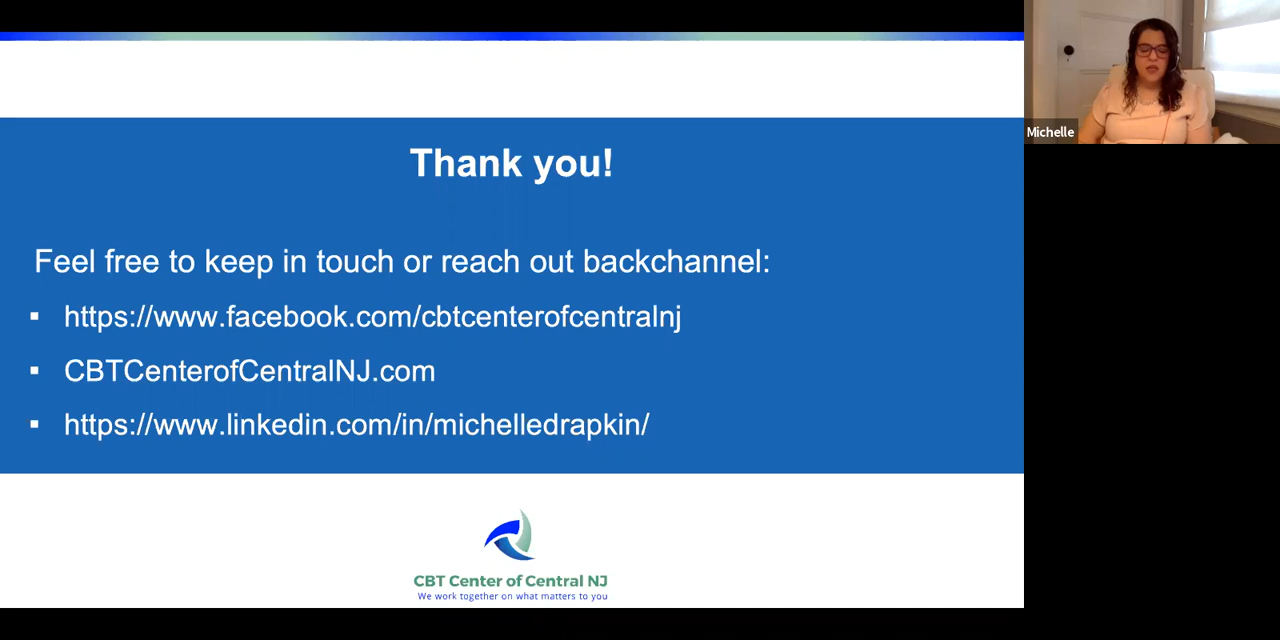 Thank you!
Feel free to keep in touch or reach out backchannel:
▪ https://www.facebook.com/cbtcenterofcentralnj
▪ CBTCenterofCentralNJ.com
▪ https://www.linkedin.com/in/michelledrapkin/
CBT Center of Central NJ
We work together on what matters to you
Michelle